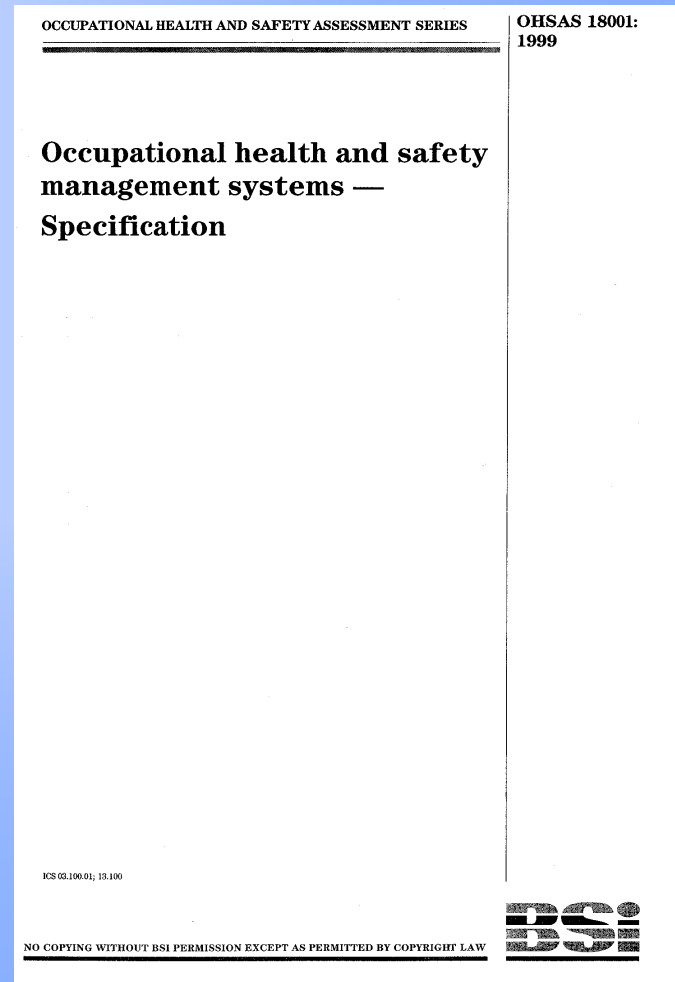 OCCUPATIONAL HEALTH AND SAFETY ASSESSMENT SERIES
OHSAS 18001:
1999
Occupational health and safety
management systems —
Specification
ICS 03.100.01; 13.100
NO COPYING WITHOUT BSI PERMISSION EXCEPT AS PERMITTED BY COPYRIGHT LAW
BSi